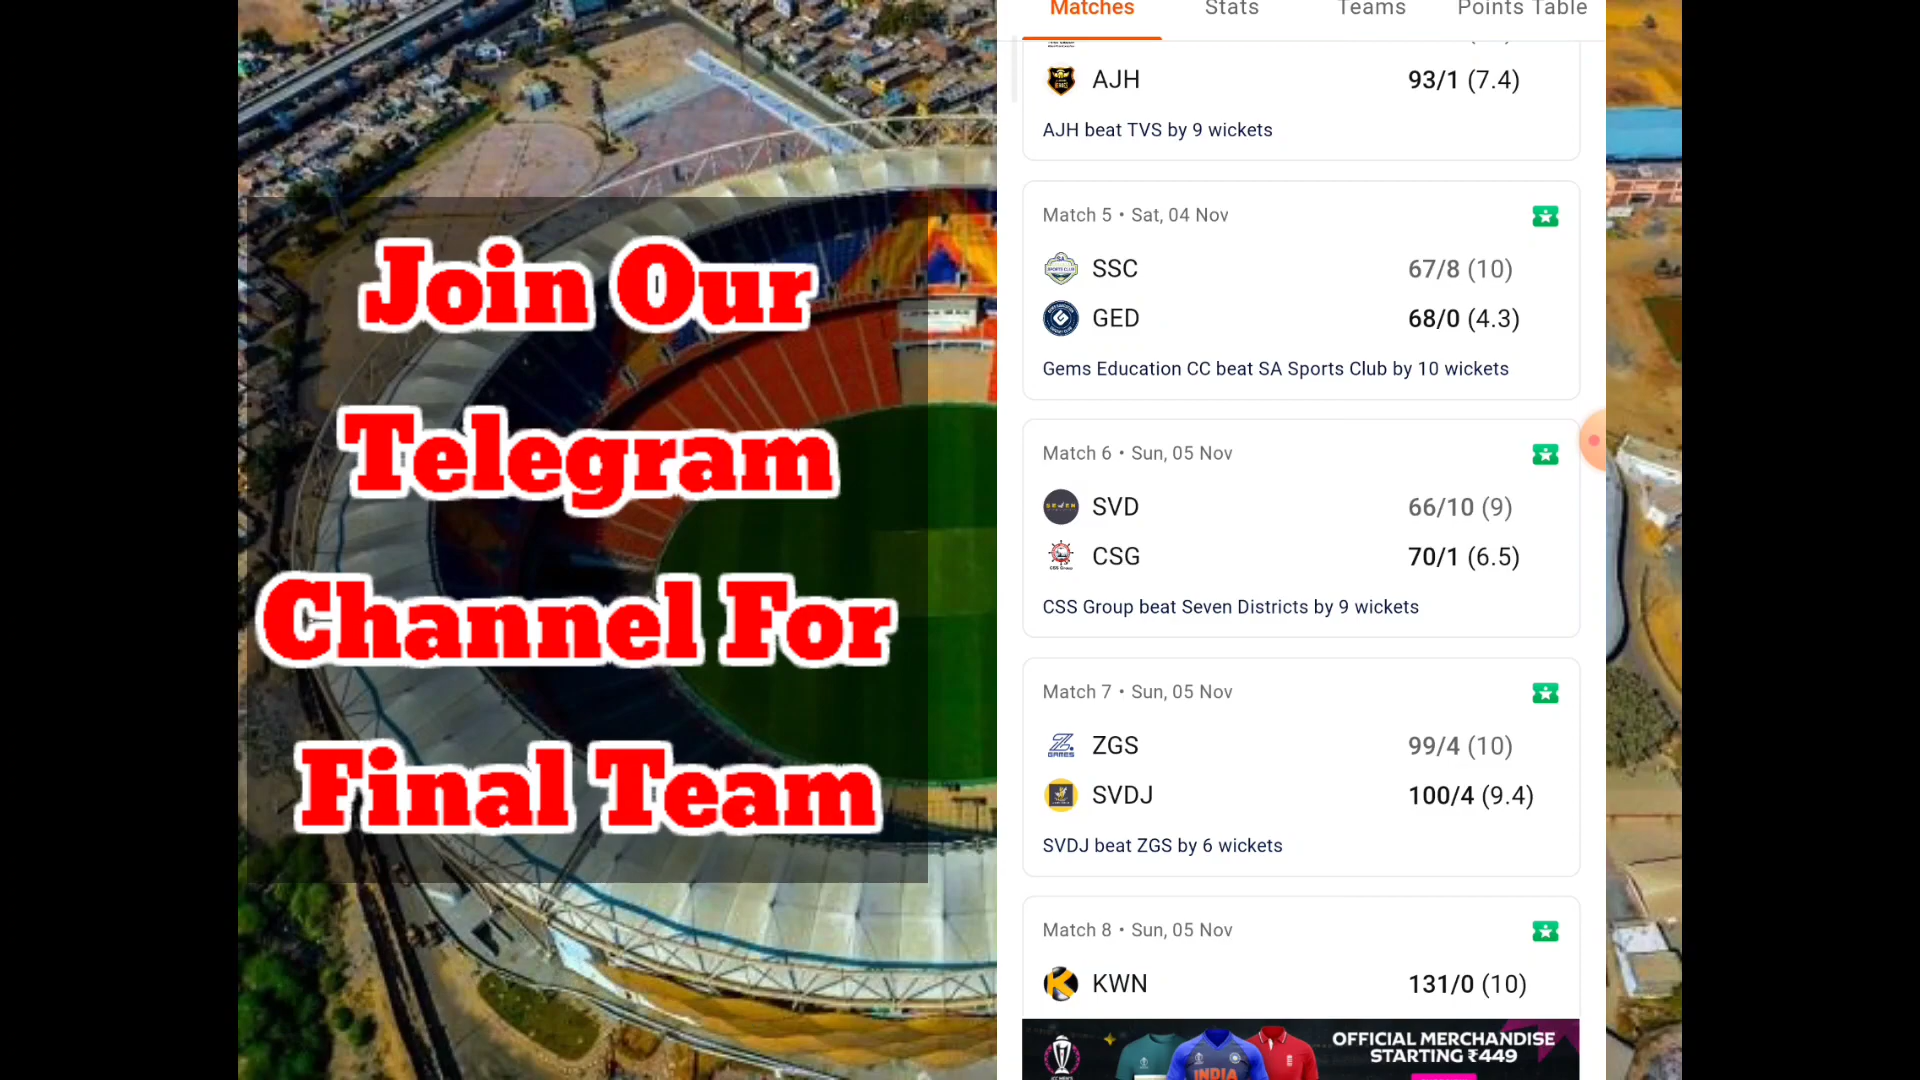 Join Our
Telegram
Channel For
Final Team
Matches
Stats
Teams
Points Table
AJH
93/1 (7.4)
AJH beat TVS by 9 wickets
Match 5 • Sat, 04 Nov
SSC
67/8 (10)
GED
68/0 (4.3)
Gems Education CC beat SA Sports Club by 10 wickets
Match 6 • Sun, 05 Nov
SEVEN
SVD
66/10 (9)
CSG
70/1 (6.5)
CSS Group beat Seven Districts by 9 wickets
Match 7 • Sun, 05 Nov
Z GAMES
ZGS
99/4 (10)
SVDJ
100/4 (9.4)
SVDJ beat ZGS by 6 wickets
Match 8 • Sun, 05 Nov
KWN
131/0 (10)
OFFICIAL MERCHANDISE
STARTING ₹449
INDIA